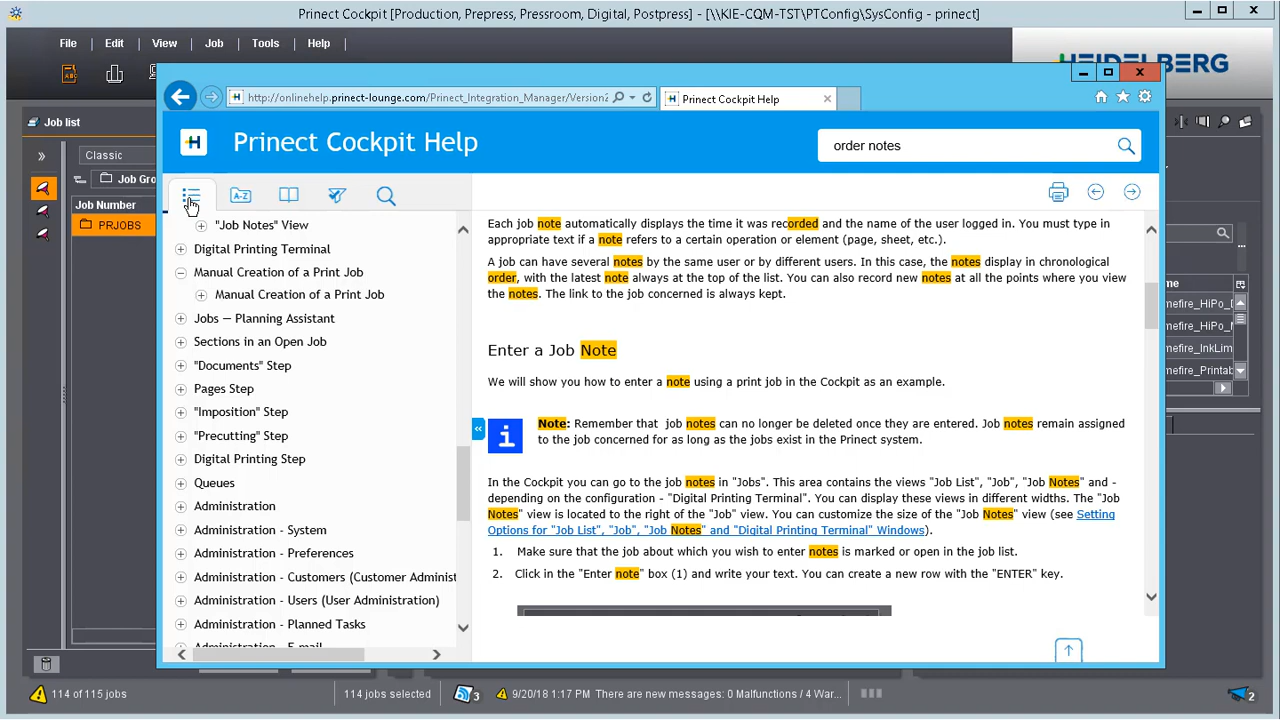 Prinect Cockpit [Production, Prepress, Pressroom, Digital, Postpress] - [\\KIE-CQM-TST\PTConfig\SysConfig - prinect]
File Edit View Job Tools Help
HEIDELBERG
http://onlinehelp.prinect-lounge.com/Prinect_Integration_Manager/Version2
Prinect Cockpit Help
Job list
Classic
Job Gro
Job Number
PRJOBS
H
Prinect Cockpit Help
order notes
A-Z
"Job Notes" View
Digital Printing Terminal
Manual Creation of a Print Job
Manual Creation of a Print Job
Jobs — Planning Assistant
Sections in an Open Job
"Documents" Step
Pages Step
"Imposition" Step
"Precutting" Step
Digital Printing Step
Queues
Administration
Administration - System
Administration - Preferences
Administration - Customers (Customer Administ
Administration - Users (User Administration)
Administration - Planned Tasks
Administration - E-mail
Each job note automatically displays the time it was recorded and the name of the user logged in. You must type in
appropriate text if a note refers to a certain operation or element (page, sheet, etc.).
A job can have several notes by the same user or by different users. In this case, the notes display in chronological
order, with the latest note always at the top of the list. You can also record new notes at all the points where you view
the notes. The link to the job concerned is always kept.
Enter a Job Note
We will show you how to enter a note using a print job in the Cockpit as an example.
i
Note: Remember that job notes can no longer be deleted once they are entered. Job notes remain assigned
to the job concerned for as long as the jobs exist in the Prinect system.
In the Cockpit you can go to the job notes in "Jobs". This area contains the views "Job List", "Job", "Job Notes" and -
depending on the configuration - "Digital Printing Terminal". You can display these views in different widths. The "Job
Notes" view is located to the right of the "Job" view. You can customize the size of the "Job Notes" view (see Setting
Options for "Job List", "Job", "Job Notes" and "Digital Printing Terminal" Windows).
1. Make sure that the job about which you wish to enter notes is marked or open in the job list.
2. Click in the "Enter note" box (1) and write your text. You can create a new row with the "ENTER" key.
me
mefire_HiPo_D
mefire_HiPo_M
mefire_InkLim
mefire_Printab
114 of 115 jobs
114 jobs selected
3
9/20/18 1:17 PM There are new messages: 0 Malfunctions / 4 War...
2